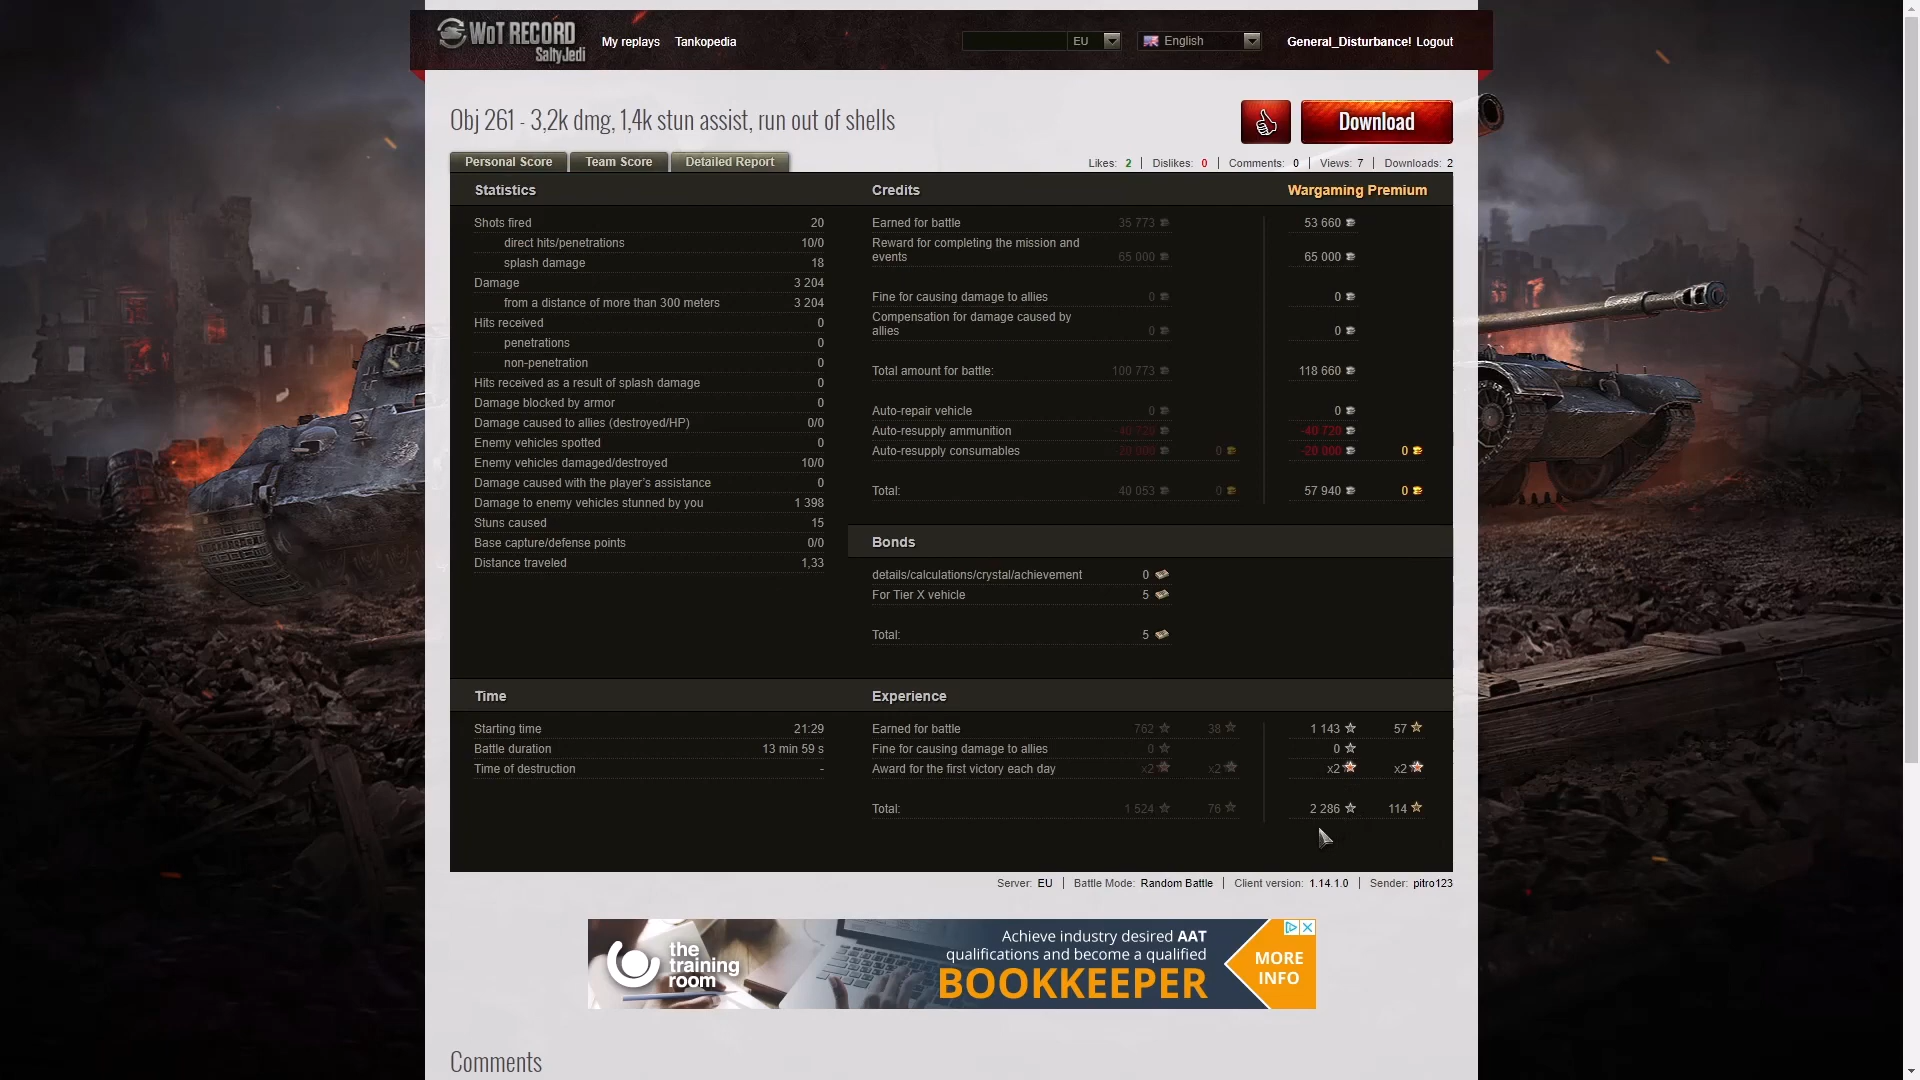 WoT RECORD
SaltyJedi
My replays
Tankopedia
EU
English
General_Disturbance! Logout
Obj 261 - 3,2k dmg, 1,4k stun assist, run out of shells
Download
Personal Score
Team Score
Detailed Report
Likes: 2 | Dislikes: 0 | Comments: 0 | Views: 7 | Downloads: 2
Statistics
Shots fired 20
direct hits/penetrations 10/0
splash damage 18
Damage 3 204
from a distance of more than 300 meters 3 204
Hits received 0
penetrations 0
non-penetration 0
Hits received as a result of splash damage 0
Damage blocked by armor 0
Damage caused to allies (destroyed/HP) 0/0
Enemy vehicles spotted 0
Enemy vehicles damaged/destroyed 10/0
Damage caused with the player's assistance 0
Damage to enemy vehicles stunned by you 1 398
Stuns caused 15
Base capture/defense points 0/0
Distance traveled 1,33
Credits
Wargaming Premium
Earned for battle 35 773 53 660
Reward for completing the mission and
events 65 000 65 000
Fine for causing damage to allies 0 0
Compensation for damage caused by
allies 0 0
Total amount for battle: 100 773 118 660
Auto-repair vehicle 0 0
Auto-resupply ammunition -40 720 -40 720
Auto-resupply consumables -20 000 0 -20 000 0
Total: 40 053 0 57 940 0
Bonds
details/calculations/crystal/achievement 0
For Tier X vehicle 5
Total: 5
Time
Starting time 21:29
Battle duration 13 min 59 s
Time of destruction -
Experience
Earned for battle 762 38 1 143 57
Fine for causing damage to allies 0 0
Award for the first victory each day x2 x2 x2 x2
Total: 1 524 76 2 286 114
Server: EU | Battle Mode: Random Battle | Client version: 1.14.1.0 | Sender: pitro123
the
training
room
Achieve industry desired AAT
qualifications and become a qualified
BOOKKEEPER
MORE
INFO
Comments